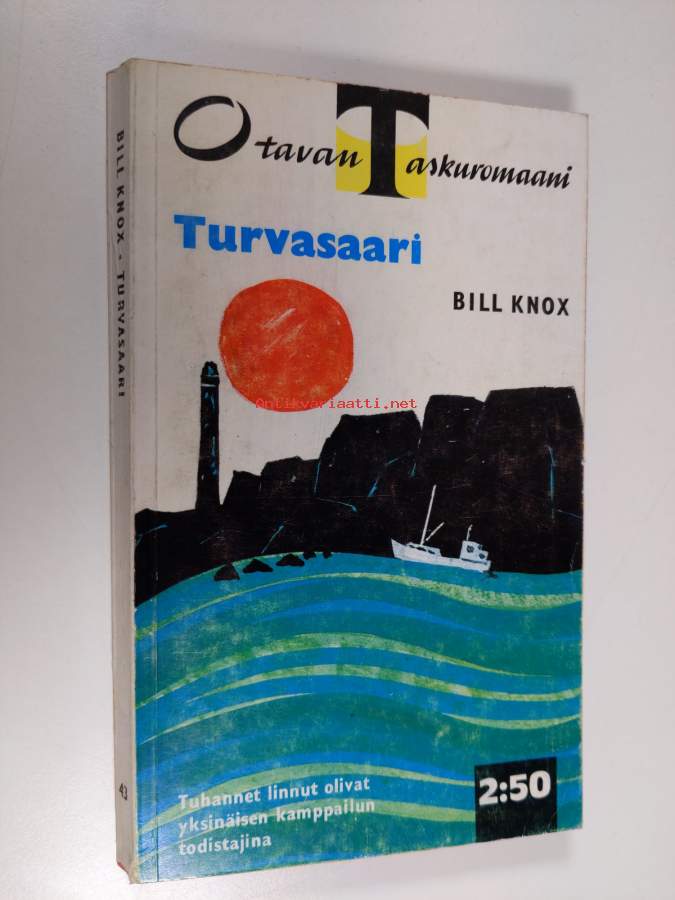 Otavan Taskuromaani
Turvasaari
BILL KNOX
Antikvariaatti.net
Tuhannet linnut olivat
yksinäisen kamppailun
todistajina
2:50
BILL KNOX - TURVASAARI
43